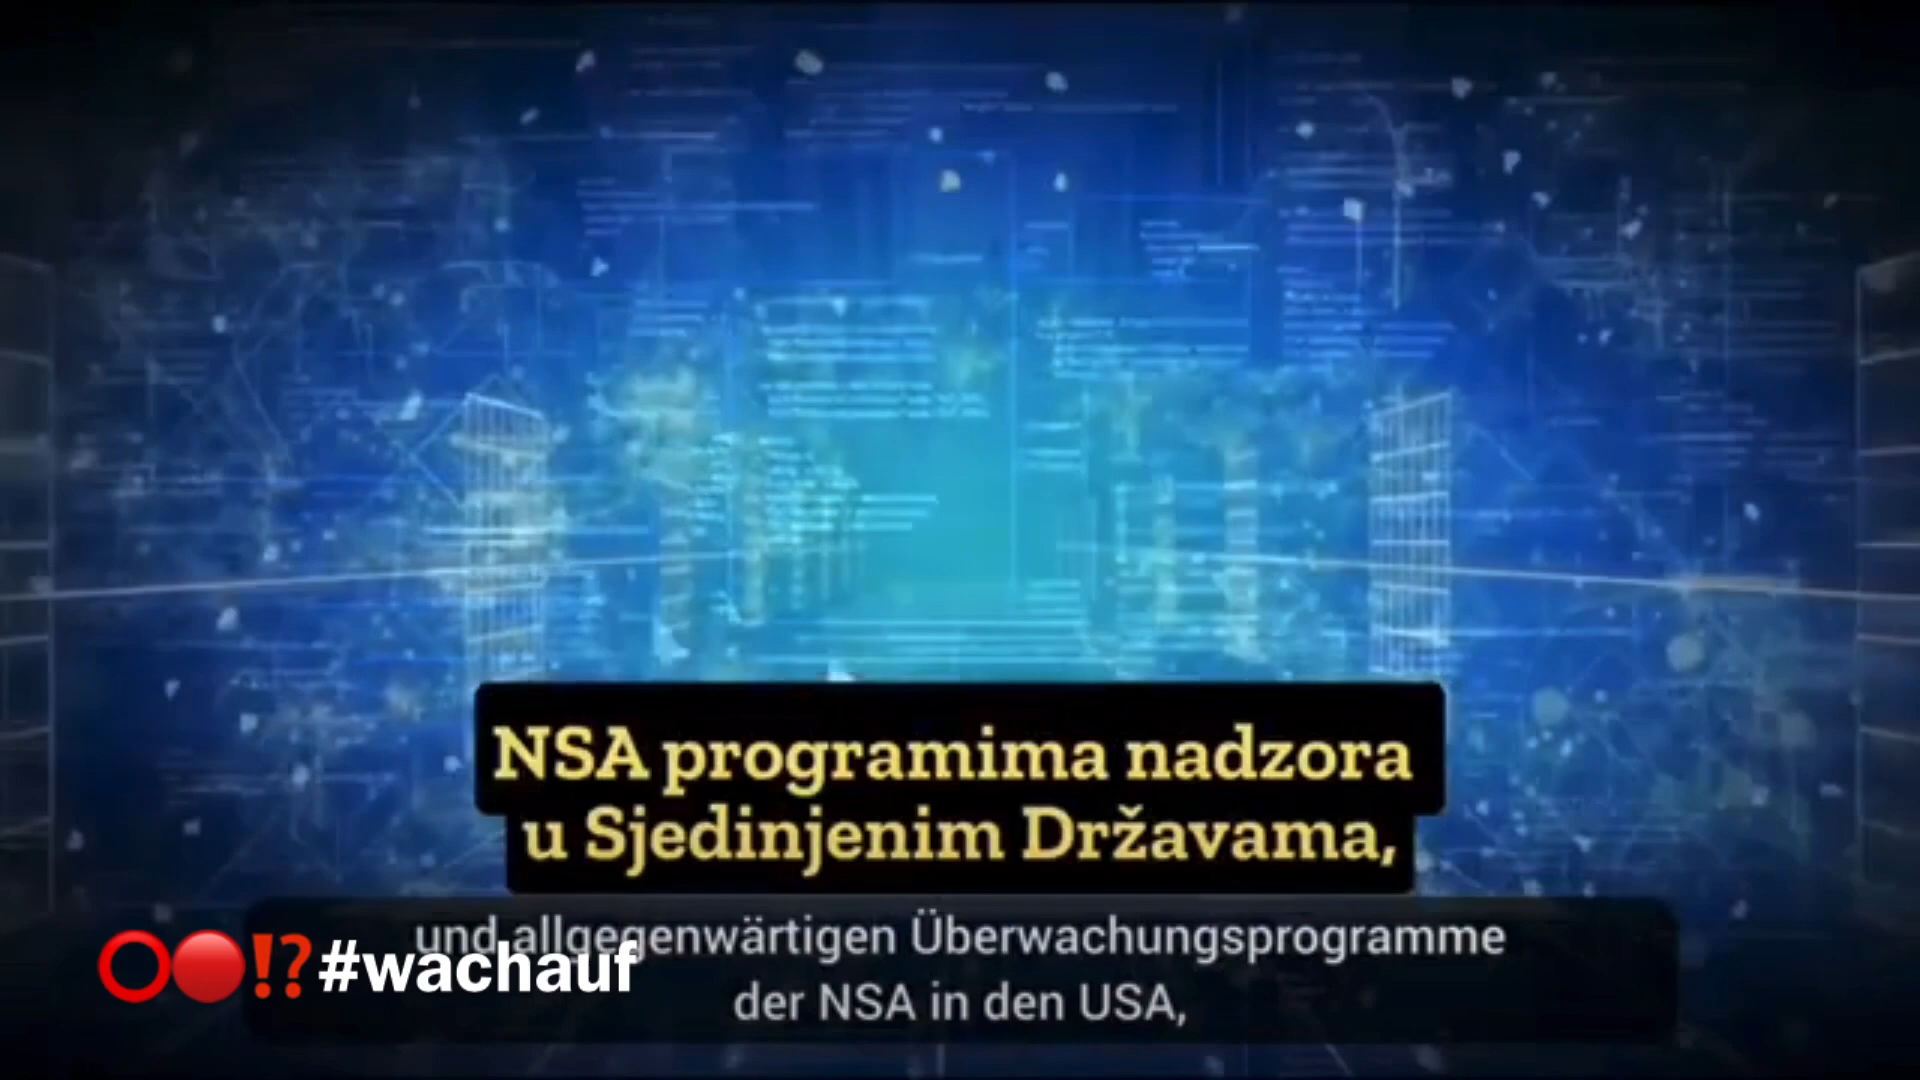 NSA programima nadzora
u Sjedinjenim Državama,
und allgegenwärtigen Überwachungsprogramme
⭕🔴⁉️#wachauf
der NSA in den USA,